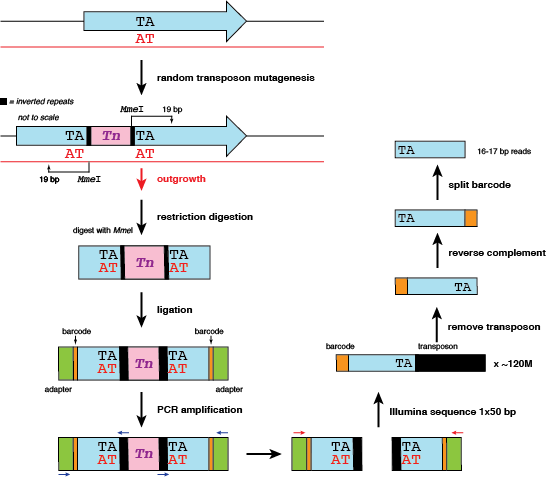 TA
AT
random transposon mutagenesis
= inverted repeats
not to scale
MmeI
19 bp
TA Tn TA
AT AT
19 bp MmeI
outgrowth
restriction digestion
digest with MmeI
TA Tn TA
AT AT
ligation
barcode barcode
TA Tn TA
AT AT
adapter adapter
PCR amplification
TA Tn TA
AT AT
TA TA
AT AT
Illumina sequence 1x50 bp
barcode transposon
TA x ~120M
remove transposon
TA
reverse complement
TA
split barcode
TA 16-17 bp reads